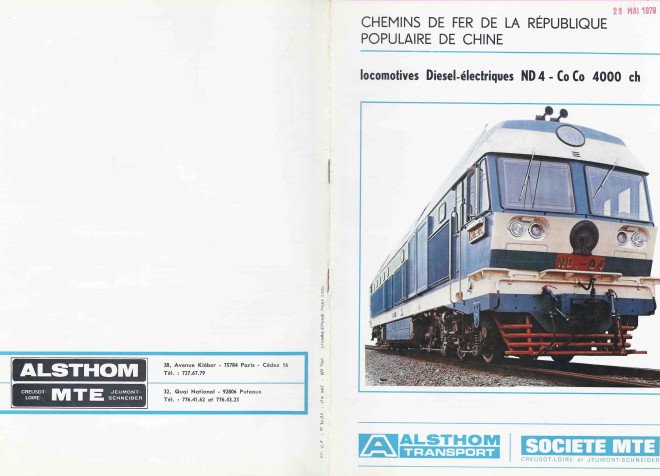 29 MAI 1979
CHEMINS DE FER DE LA RÉPUBLIQUE
POPULAIRE DE CHINE
locomotives Diesel-électriques ND 4 - Co Co 4000 ch
ALSTHOM
TRANSPORT
SOCIETE MTE
CREUSOT-LOIRE et JEUMONT-SCHNEIDER
ALSTHOM
CREUSOT-
LOIRE
MTE
JEUMONT
SCHNEIDER
38, Avenue Kléber - 75784 Paris - Cédex 16
Tél. : 727.67.79
32, Quai National - 92806 Puteaux
Tél. : 776.41.62 et 776.43.23